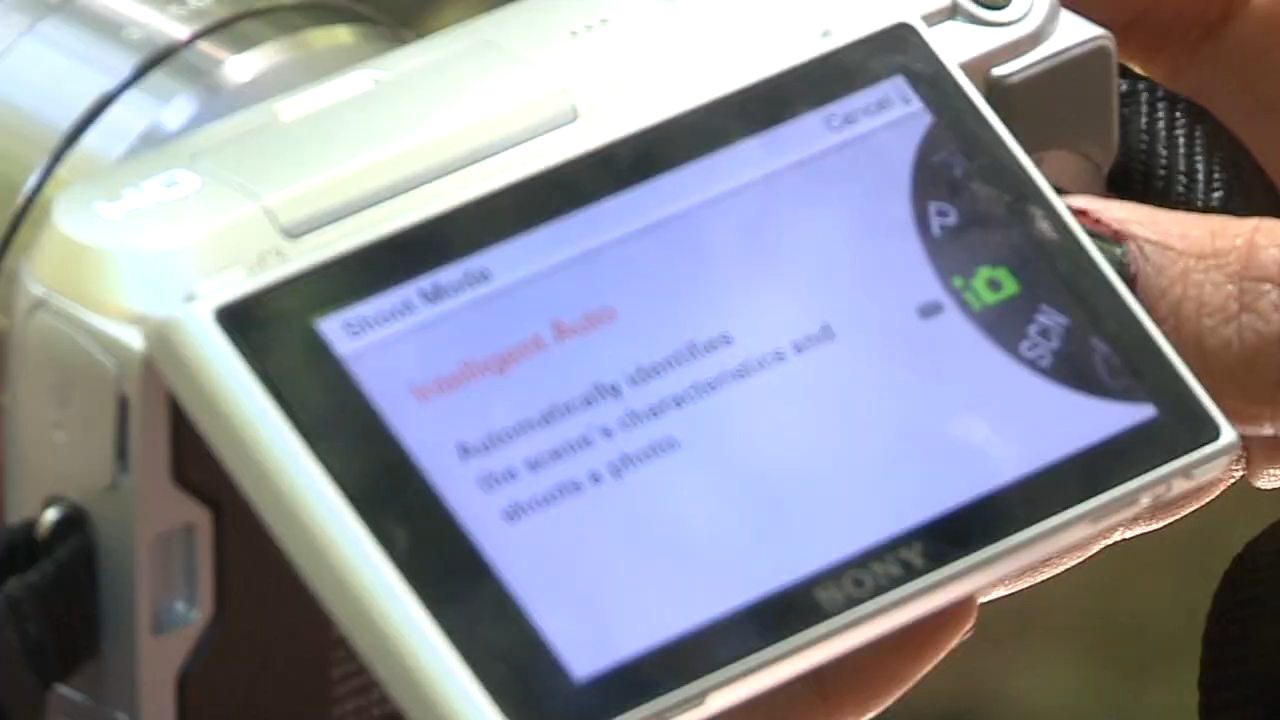 HD
Shoot Mode
Cancel
Intelligent Auto
Automatically identifies
the scene's characteristics and
shoots a photo.
P
i
SCN
SONY